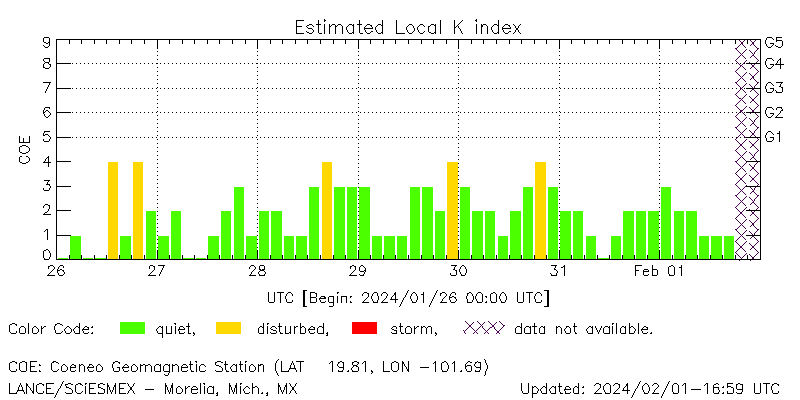 Estimated Local K index
9
8
7
6
5
4
3
2
1
0
COE
G5
G4
G3
G2
G1
26 27 28 29 30 31 Feb 01
UTC [Begin: 2024/01/26 00:00 UTC]
Color Code: quiet, disturbed, storm, data not available.
COE: Coeneo Geomagnetic Station (LAT 19.81, LON -101.69)
LANCE/SCiESMEX - Morelia, Mich., MX Updated: 2024/02/01-16:59 UTC